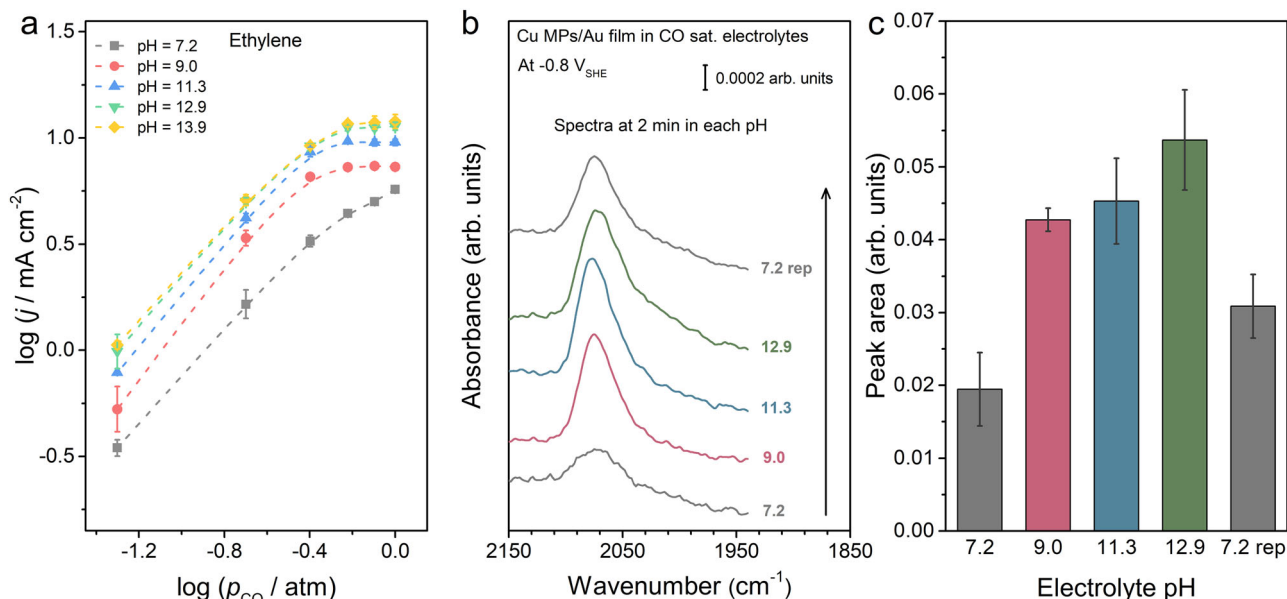 a
Ethylene
pH = 7.2
pH = 9.0
pH = 11.3
pH = 12.9
pH = 13.9
1.5
1.0
0.5
0.0
-0.5
-1.2
-0.8
-0.4
0.0
log (j / mA cm⁻²)
log (p_CO / atm)
b
Cu MPs/Au film in CO sat. electrolytes
At -0.8 V_SHE
0.0002 arb. units
Spectra at 2 min in each pH
7.2 rep
12.9
11.3
9.0
7.2
Absorbance (arb. units)
2150
2050
1950
1850
Wavenumber (cm⁻¹)
c
0.07
0.06
0.05
0.04
0.03
0.02
0.01
0.00
Peak area (arb. units)
7.2
9.0
11.3
12.9
7.2 rep
Electrolyte pH